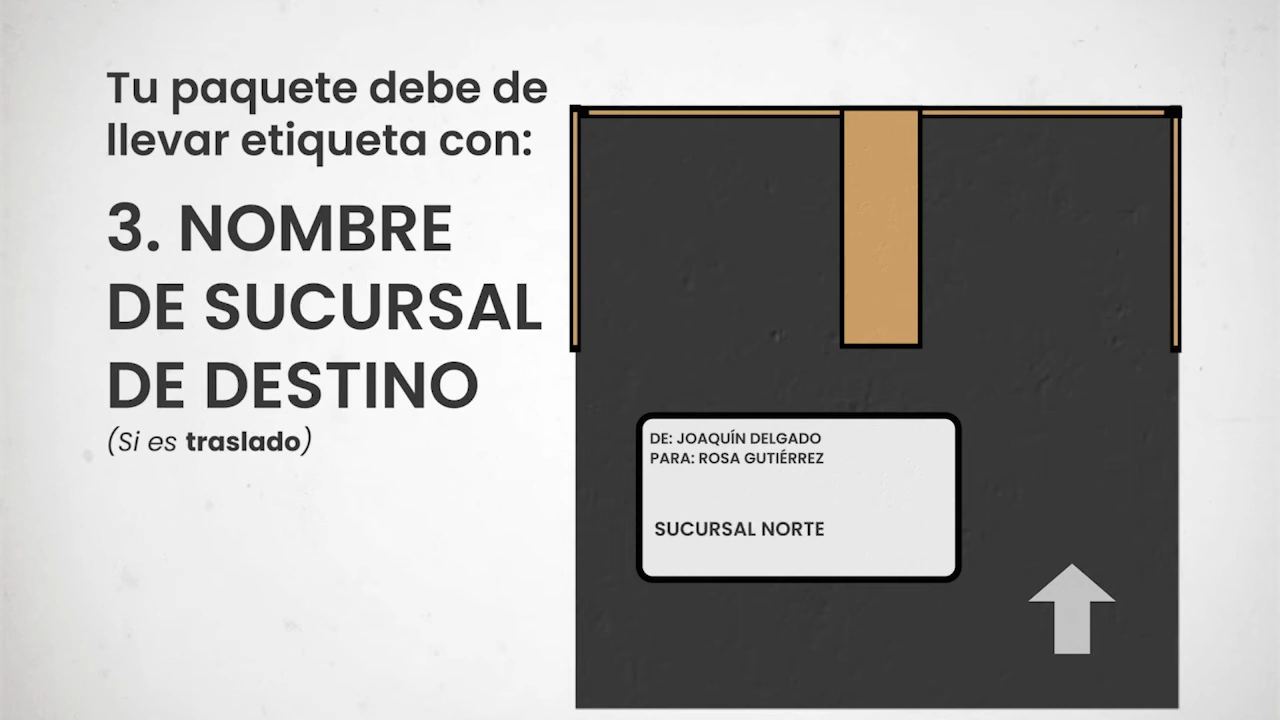 Tu paquete debe de
llevar etiqueta con:
3. NOMBRE
DE SUCURSAL
DE DESTINO
(Si es traslado)
DE: JOAQUÍN DELGADO
PARA: ROSA GUTIÉRREZ
SUCURSAL NORTE